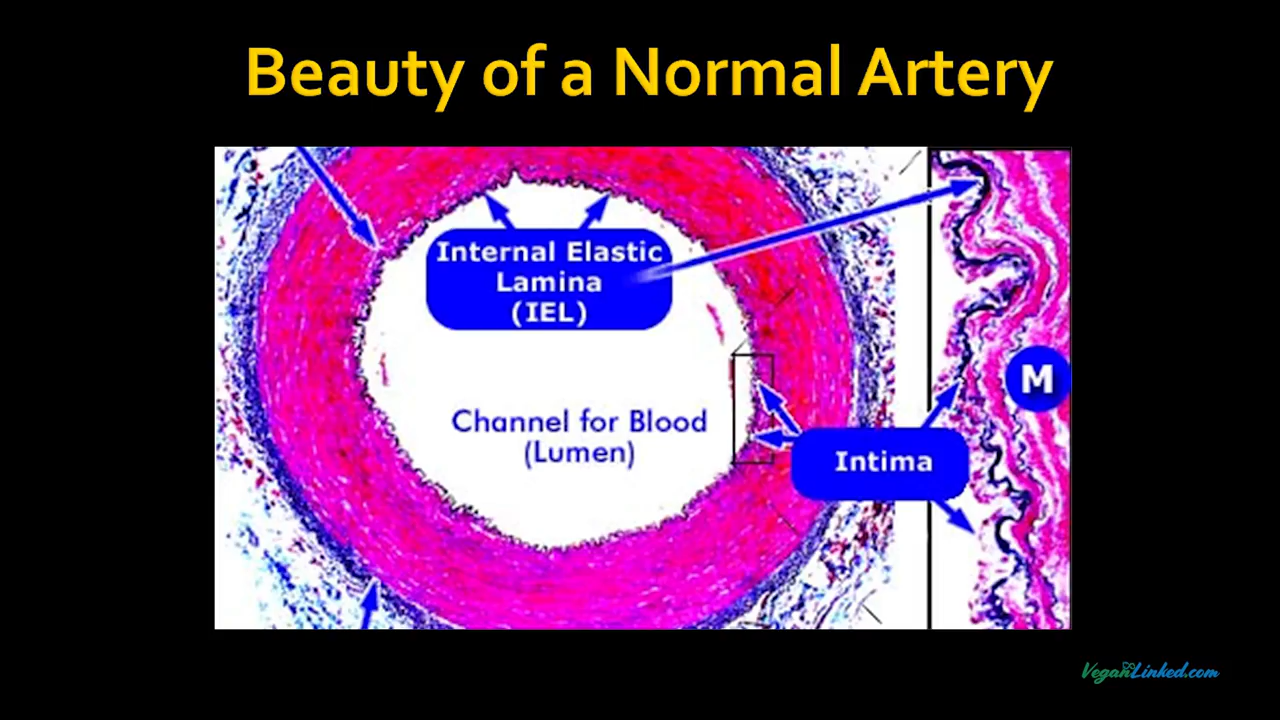 Beauty of a Normal Artery
Internal Elastic
Lamina
(IEL)
M
Channel for Blood
(Lumen)
Intima
VeganLinked.com